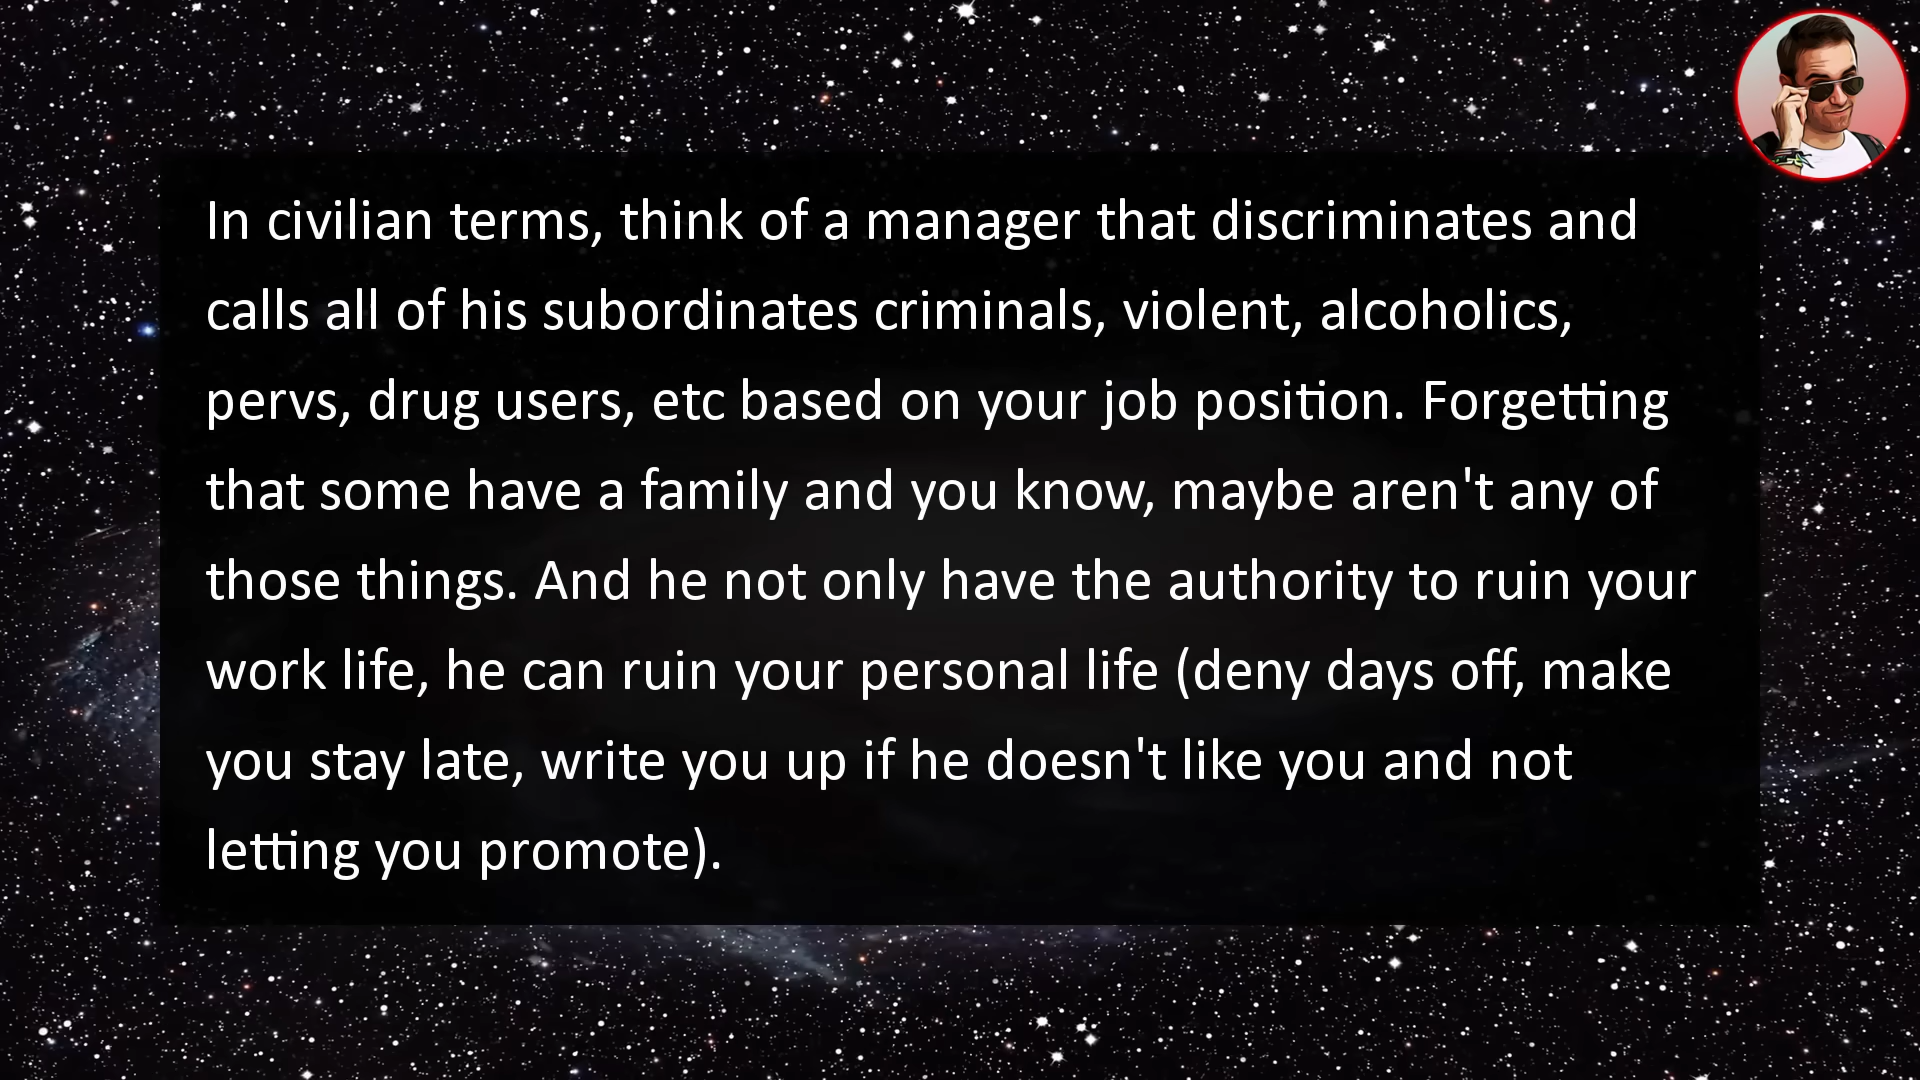 In civilian terms, think of a manager that discriminates and
calls all of his subordinates criminals, violent, alcoholics,
pervs, drug users, etc based on your job position. Forgetting
that some have a family and you know, maybe aren't any of
those things. And he not only have the authority to ruin your
work life, he can ruin your personal life (deny days off, make
you stay late, write you up if he doesn't like you and not
letting you promote).